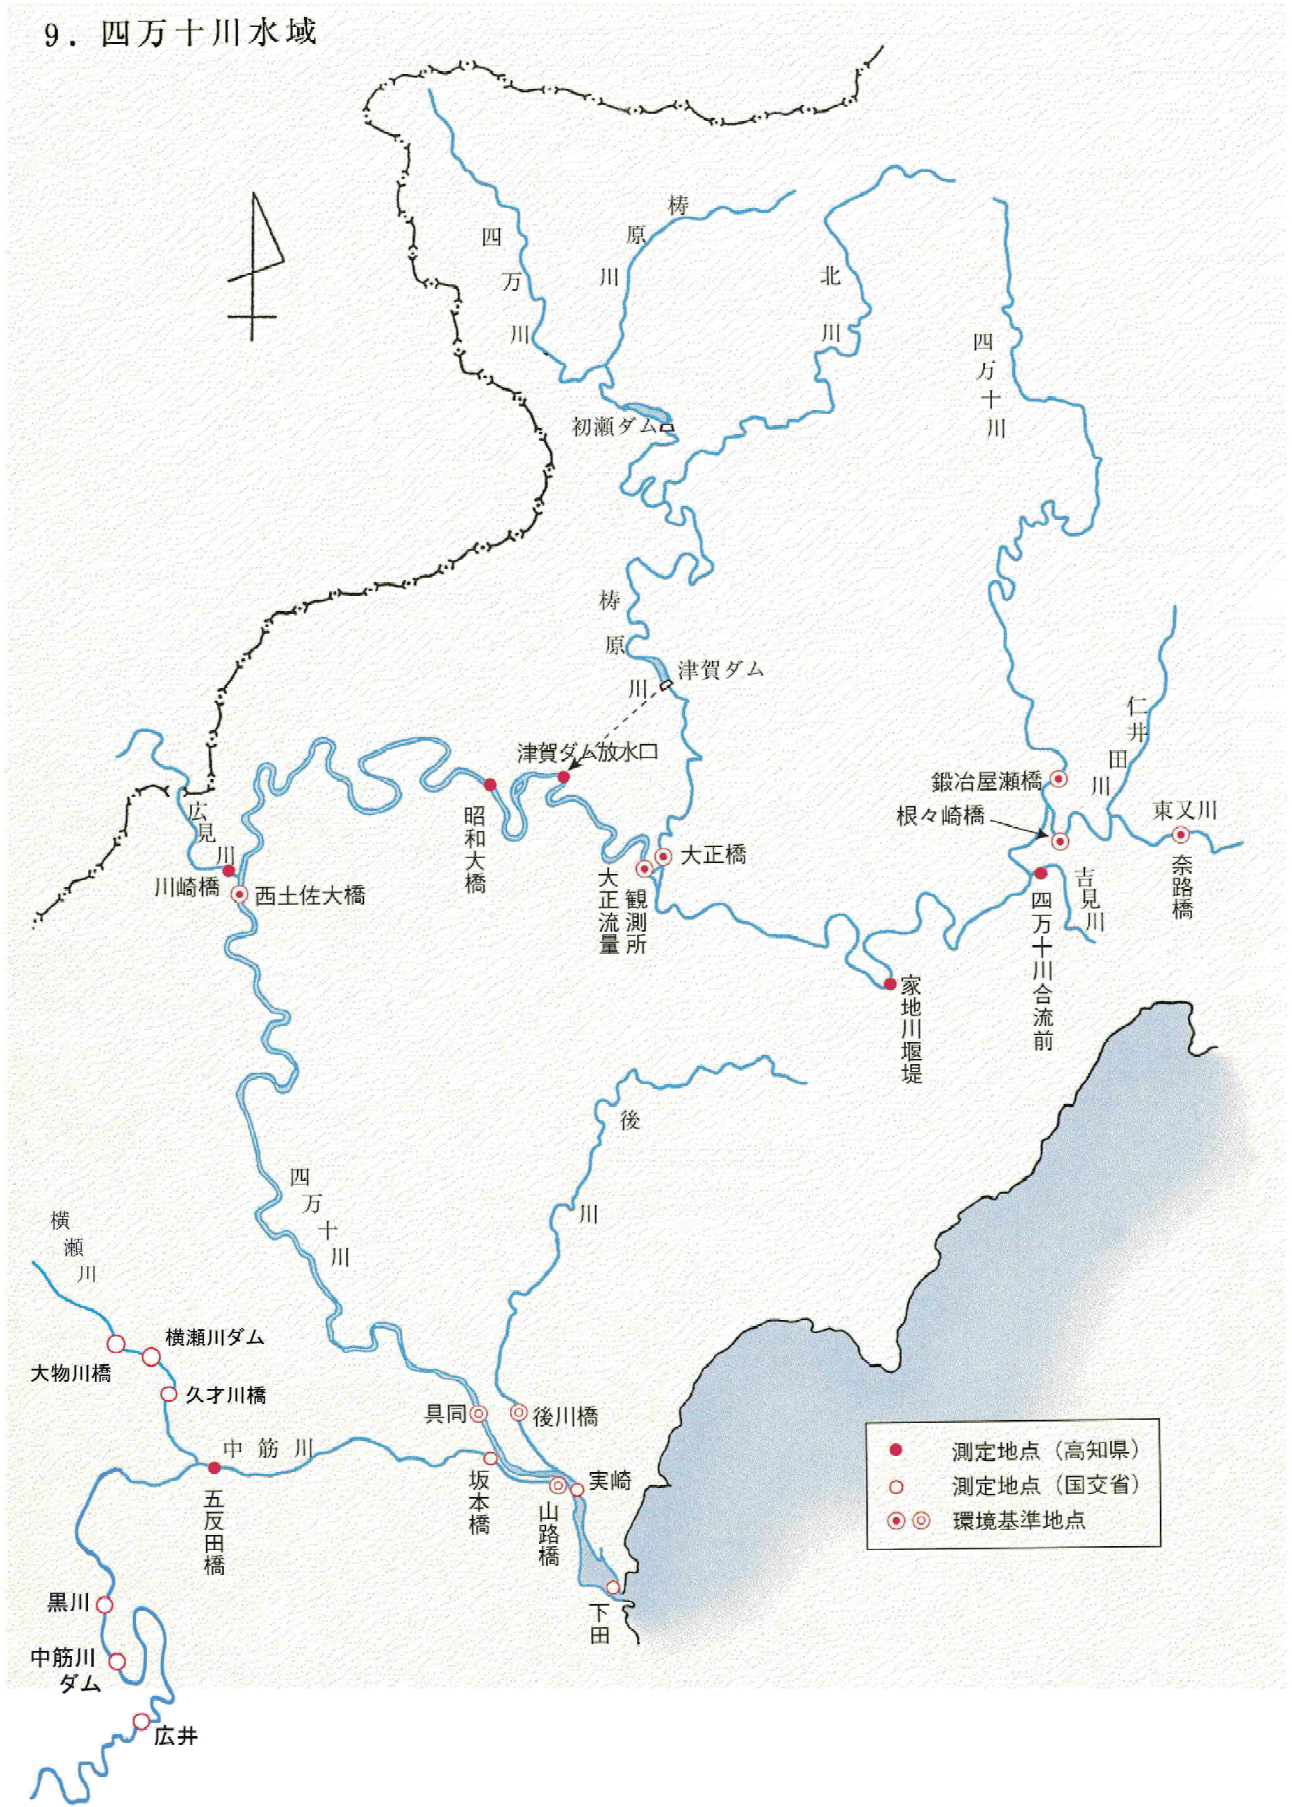 9. 四万十川水域
四万川
梼原川
北川
四万十川
初瀬ダム
梼原川
津賀ダム
仁井田川
津賀ダム放水口
鍛冶屋瀬橋
根々崎橋
東又川
広見川
昭和大橋
大正橋
川崎橋
西土佐大橋
大正流量観測所
奈路橋
吉見川
四万十川合流前
家地川堰堤
後川
四万十川
横瀬川
横瀬川ダム
大物川橋
久才川橋
具同
後川橋
中筋川
測定地点（高知県）
測定地点（国交省）
環境基準地点
坂本橋
実崎
山路橋
五反田橋
黒川
下田
中筋川
ダム
広井